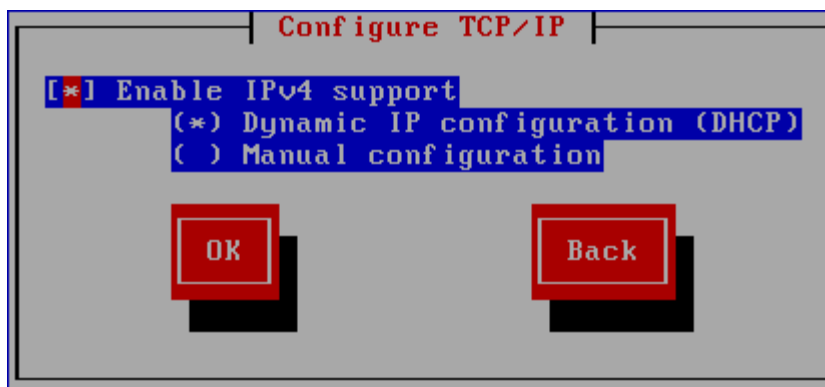 Configure TCP/IP
[*] Enable IPv4 support
(*) Dynamic IP configuration (DHCP)
( ) Manual configuration
OK Back